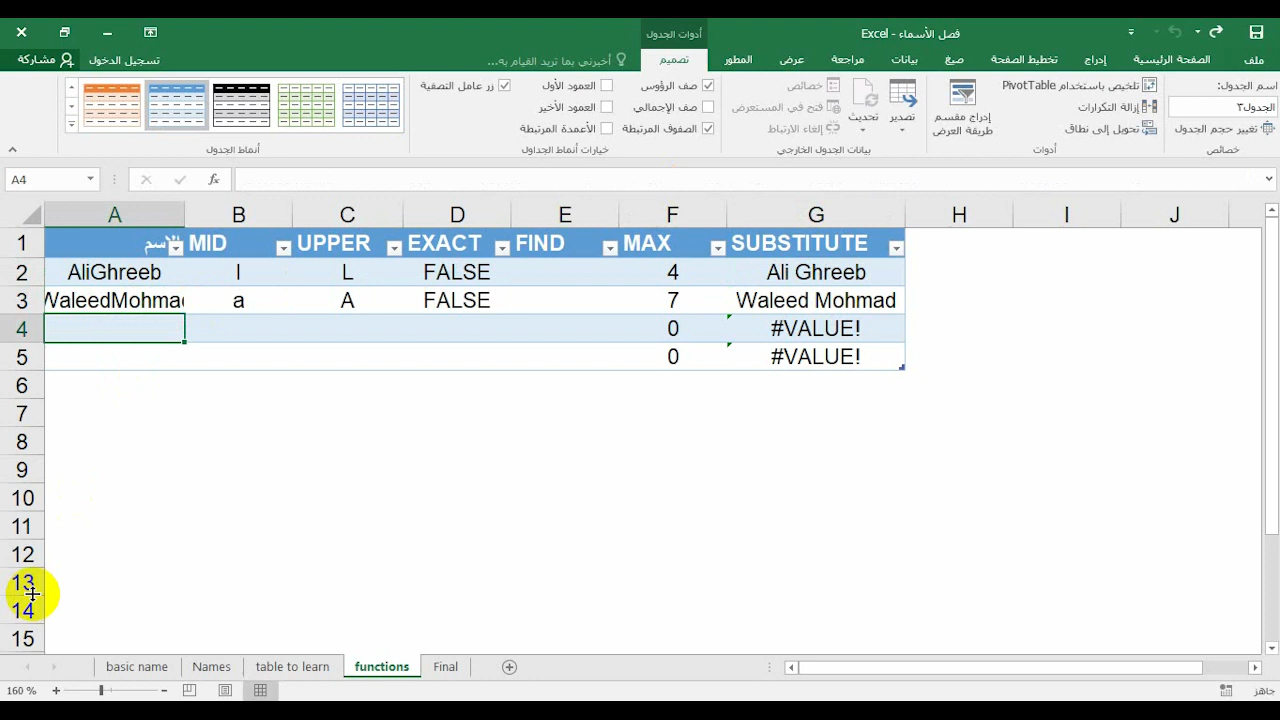 فصل الأسماء - Excel
أدوات الجدول
ملف
الصفحة الرئيسية
إدراج
تخطيط الصفحة
صيغ
بيانات
مراجعة
عرض
المطور
تصميم
أخبرني بما تريد القيام به...
تسجيل الدخول
مشاركة
اسم الجدول:
الجدول٣
تغيير حجم الجدول
خصائص
تلخيص باستخدام PivotTable
إزالة التكرارات
تحويل إلى نطاق
إدراج مقسم
طريقة العرض
أدوات
تصدير
تحديث
خصائص
فتح في المستعرض
إلغاء الارتباط
بيانات الجدول الخارجي
صف الرؤوس
صف الإجمالي
الصفوف المرتبطة
العمود الأول
العمود الأخير
الأعمدة المرتبطة
زر عامل التصفية
خيارات أنماط الجداول
أنماط الجدول
A4
fx
A B C D E F G H I J
1 الاسم MID UPPER EXACT FIND MAX SUBSTITUTE
2 AliGhreeb l L FALSE 4 Ali Ghreeb
3 WaleedMohmad a A FALSE 7 Waleed Mohmad
4 0 #VALUE!
5 0 #VALUE!
6
7
8
9
10
11
12
13
14
15
basic name Names table to learn functions Final
160 %
جاهز